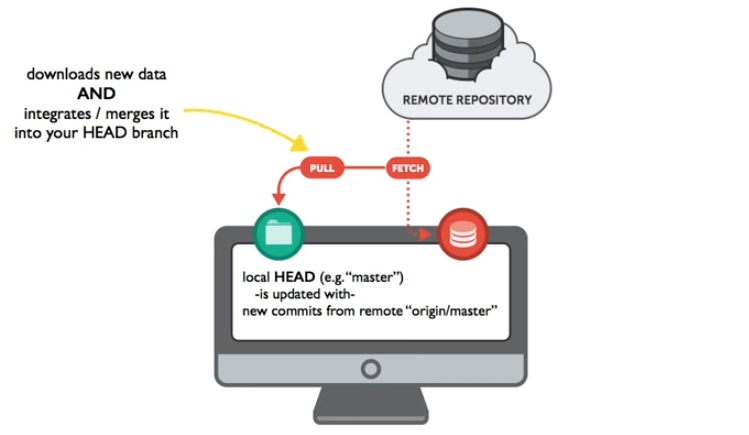 downloads new data
AND
integrates / merges it
into your HEAD branch
REMOTE REPOSITORY
PULL
FETCH
local HEAD (e.g. “master”)
-is updated with-
new commits from remote “origin/master”